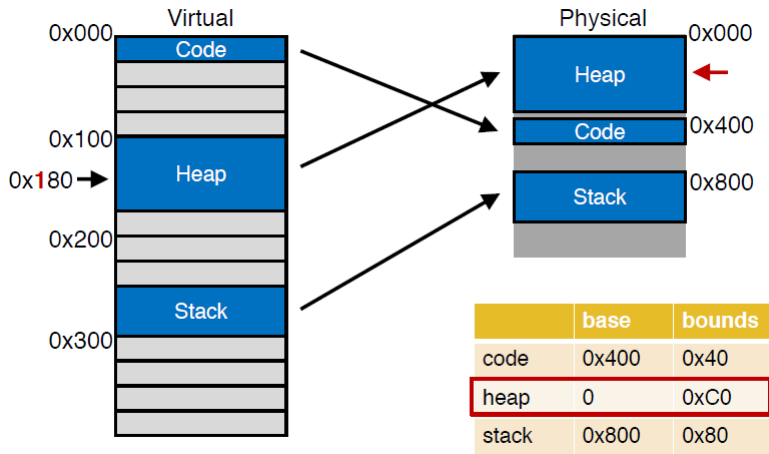 Virtual
0x000
Code
0x100
Heap
0x180
0x200
Stack
0x300
Physical
0x000
Heap
Code
0x400
Stack
0x800
base bounds
code 0x400 0x40
heap 0 0xC0
stack 0x800 0x80